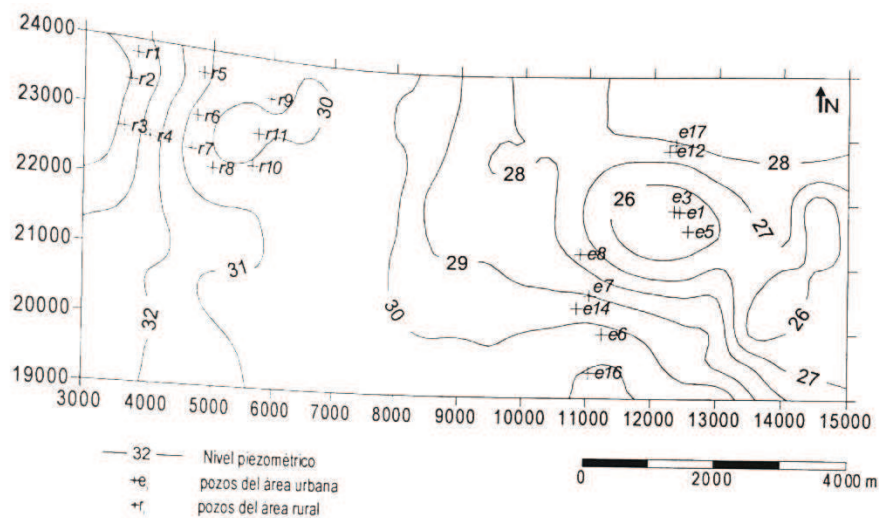 24000
23000
22000
21000
20000
19000
3000 4000 5000 6000 7000 8000 9000 10000 11000 12000 13000 14000 15000
r1
r2
r3
r4
r5
r6
r7
r8
r9
r10
r11
30
31
32
N
e17
e12
28
28
26
e3
e1
e5
27
e8
29
e7
e14
30
e6
e16
26
27
32 Nivel piezométrico
+e, pozos del área urbana
+r, pozos del área rural
0 2000 4000 m